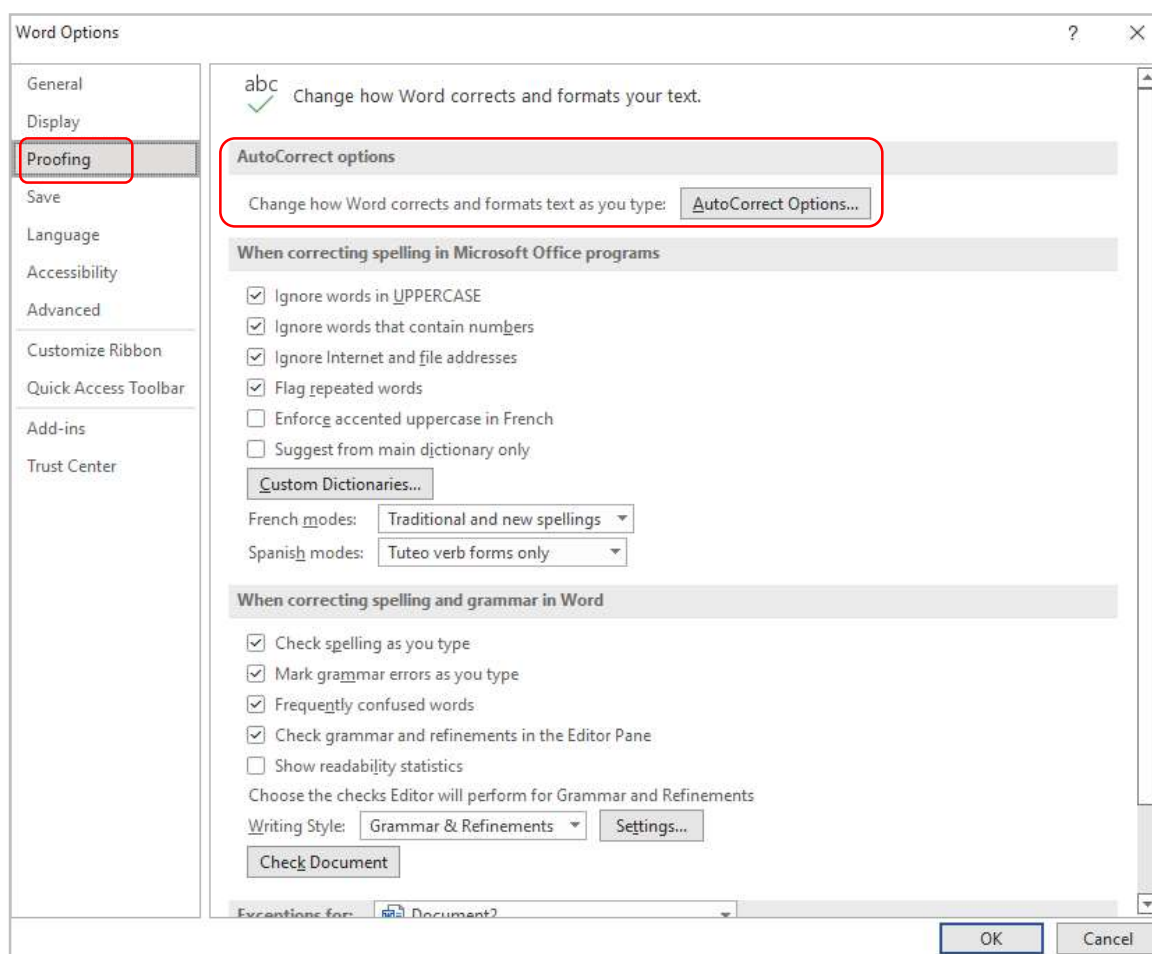 Word Options
?
General
Display
Proofing
Save
Language
Accessibility
Advanced
Customize Ribbon
Quick Access Toolbar
Add-ins
Trust Center
abc
Change how Word corrects and formats your text.
AutoCorrect options
Change how Word corrects and formats text as you type: AutoCorrect Options...
When correcting spelling in Microsoft Office programs
Ignore words in UPPERCASE
Ignore words that contain numbers
Ignore Internet and file addresses
Flag repeated words
Enforce accented uppercase in French
Suggest from main dictionary only
Custom Dictionaries...
French modes: Traditional and new spellings
Spanish modes: Tuteo verb forms only
When correcting spelling and grammar in Word
Check spelling as you type
Mark grammar errors as you type
Frequently confused words
Check grammar and refinements in the Editor Pane
Show readability statistics
Choose the checks Editor will perform for Grammar and Refinements
Writing Style: Grammar & Refinements Settings...
Check Document
Exceptions for: Document2
OK Cancel